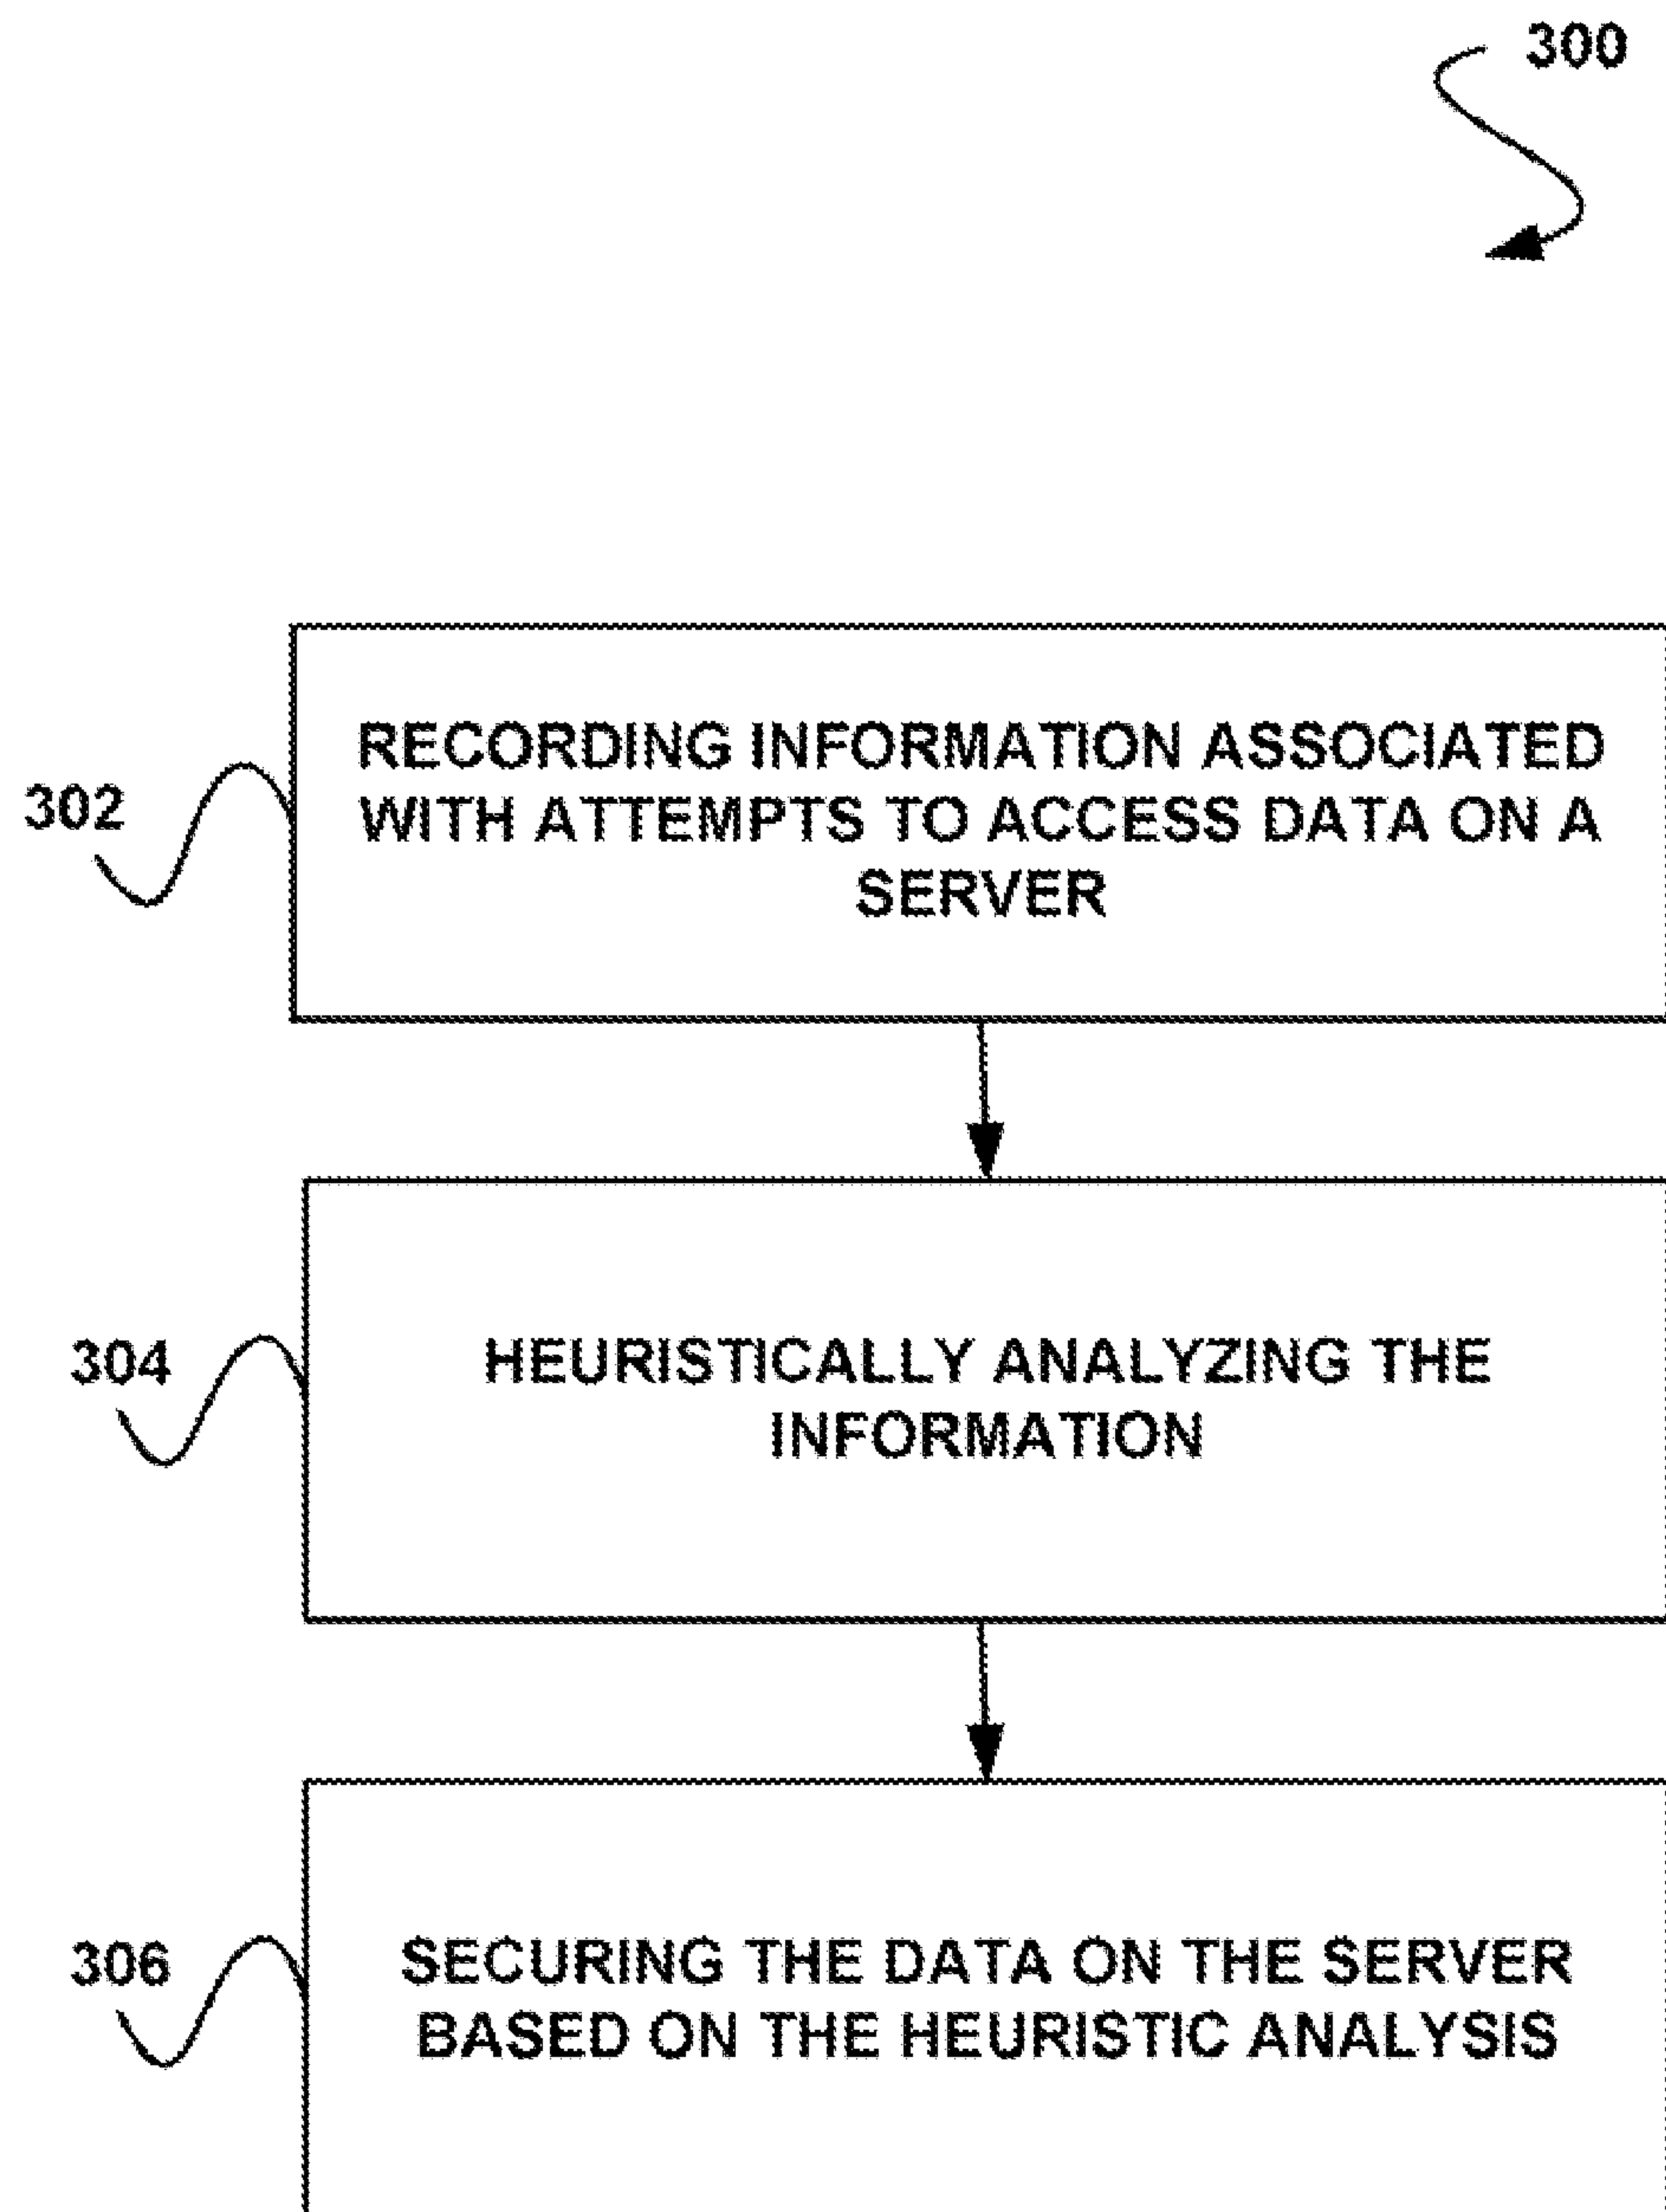 300
302
RECORDING INFORMATION ASSOCIATED
WITH ATTEMPTS TO ACCESS DATA ON A
SERVER
304
HEURISTICALLY ANALYZING THE
INFORMATION
306
SECURING THE DATA ON THE SERVER
BASED ON THE HEURISTIC ANALYSIS